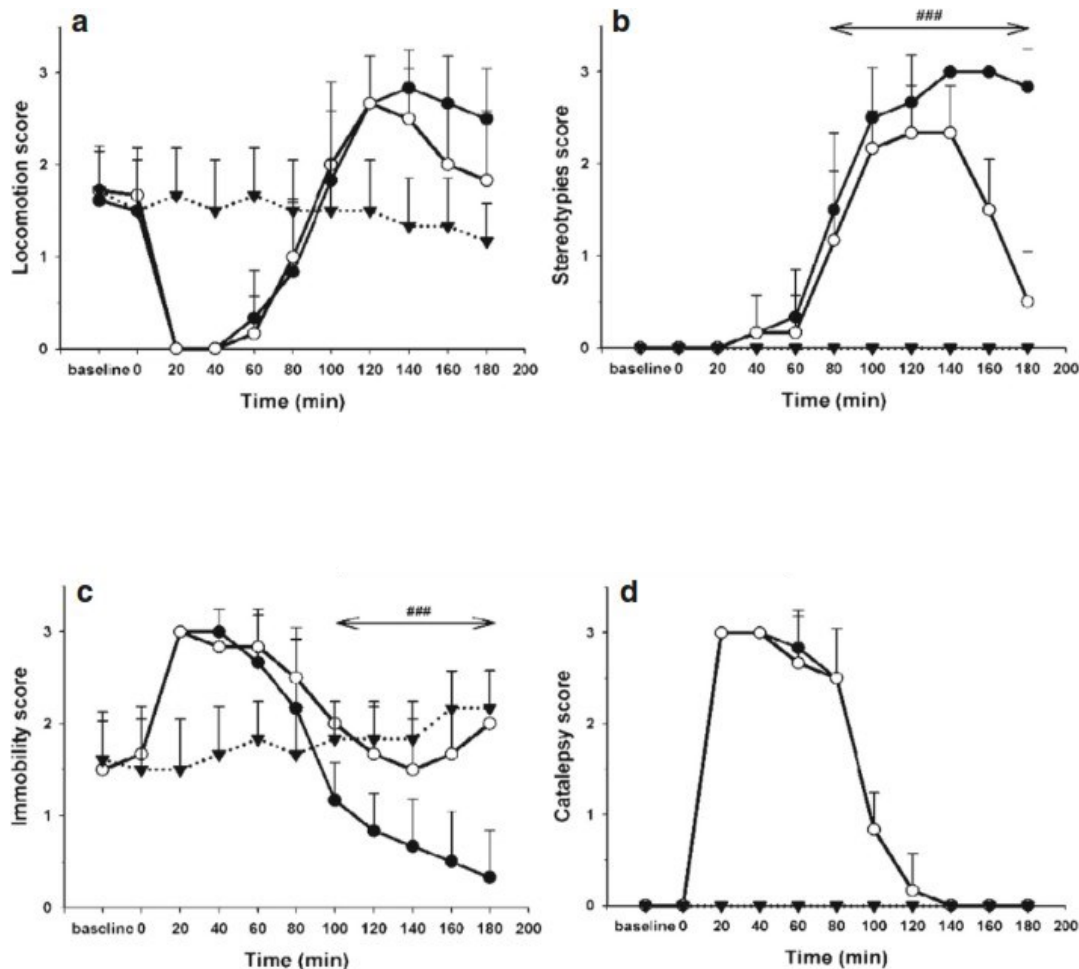 a
Locomotion score
3
2
1
0
baseline 0 20 40 60 80 100 120 140 160 180 200
Time (min)
b
###
Stereotypies score
3
2
1
0
baseline 0 20 40 60 80 100 120 140 160 180 200
Time (min)
c
###
Immobility score
3
2
1
0
baseline 0 20 40 60 80 100 120 140 160 180 200
Time (min)
d
Catalepsy score
3
2
1
0
baseline 0 20 40 60 80 100 120 140 160 180 200
Time (min)